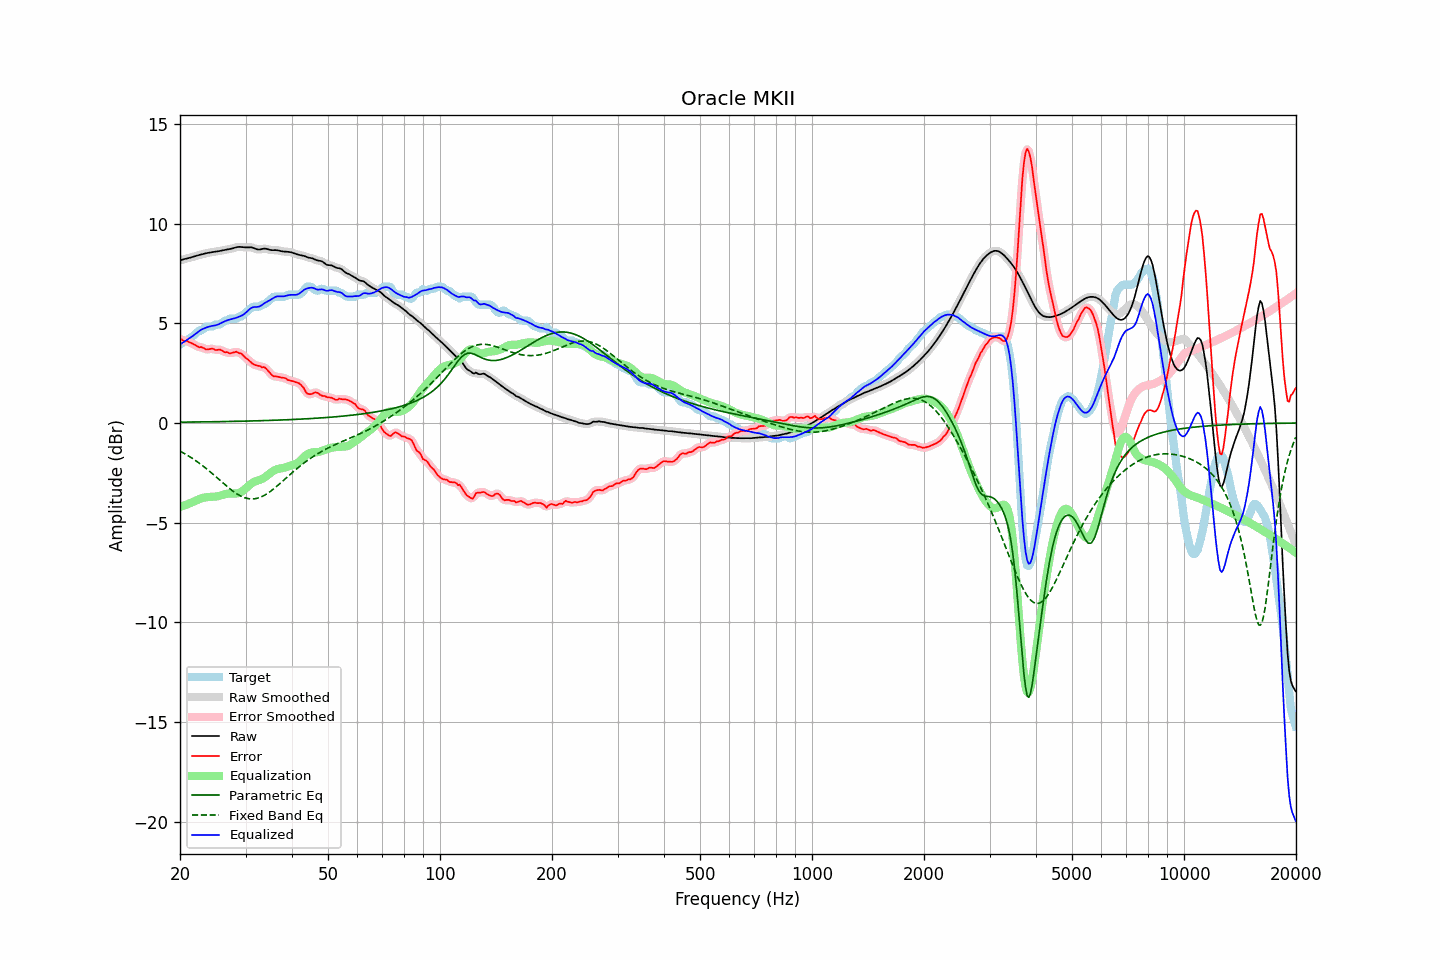 Oracle MKII
15
10
5
0
−5
−10
−15
−20
Amplitude (dBr)
Target
Raw Smoothed
Error Smoothed
Raw
Error
Equalization
Parametric Eq
Fixed Band Eq
Equalized
20 50 100 200 500 1000 2000 5000 10000 20000
Frequency (Hz)